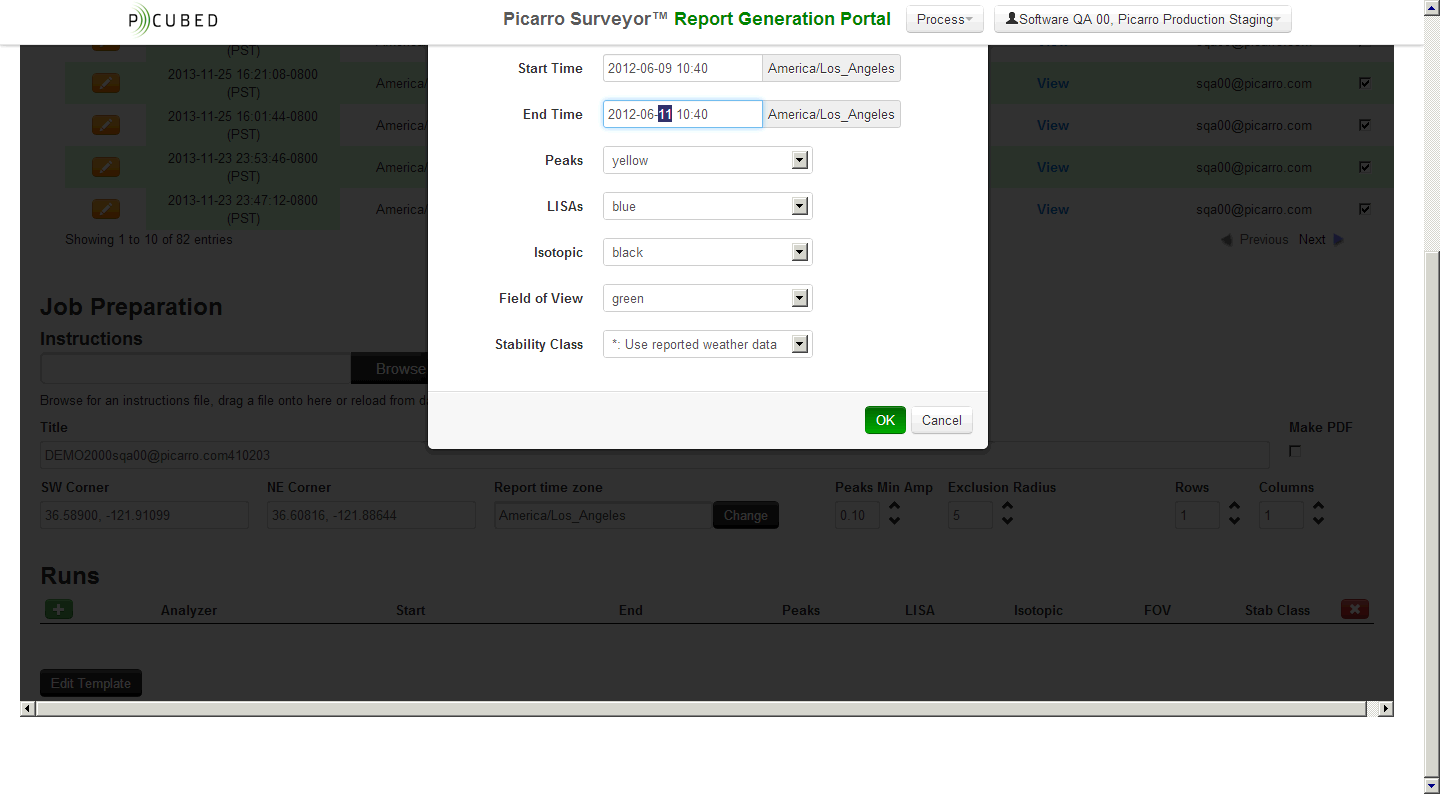 PCUBED
Picarro Surveyor™ Report Generation Portal
Process
Software QA 00, Picarro Production Staging
(PST)
View
sqa00@picarro.com
Start Time 2012-06-09 10:40 America/Los_Angeles
2013-11-25 16:21:08-0800
(PST)
America/
View
sqa00@picarro.com
End Time 2012-06-11 10:40 America/Los_Angeles
2013-11-25 16:01:44-0800
(PST)
America/
View
sqa00@picarro.com
Peaks yellow
2013-11-23 23:53:46-0800
(PST)
America/
View
sqa00@picarro.com
LISAs blue
2013-11-23 23:47:12-0800
(PST)
America/
View
sqa00@picarro.com
Showing 1 to 10 of 82 entries
Previous Next
Isotopic black
Field of View green
Stability Class *: Use reported weather data
OK Cancel
Job Preparation
Instructions
Browse
Browse for an instructions file, drag a file onto here or reload from d
Title
Make PDF
DEMO2000sqa00@picarro.com410203
SW Corner NE Corner Report time zone Peaks Min Amp Exclusion Radius Rows Columns
36.58900, -121.91099 36.60816, -121.88644 America/Los_Angeles Change 0.10 5 1 1
Runs
Analyzer Start End Peaks LISA Isotopic FOV Stab Class
Edit Template